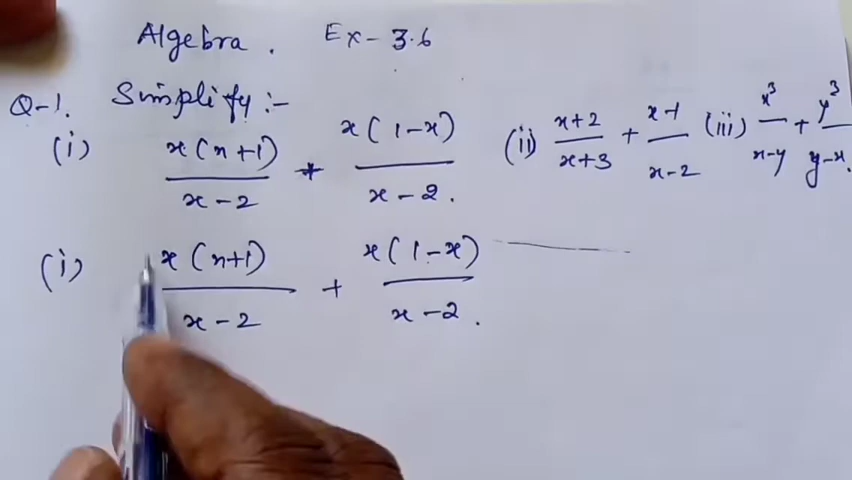 Algebra. Ex-3.6
Q-1. Simplify:-
(i) x(x+1)/x-2 + x(1-x)/x-2. (ii) x+2/x+3 + x-1/x-2 (iii) x³/x-y + y³/y-x.
(i) x(x+1)/x-2 + x(1-x)/x-2.